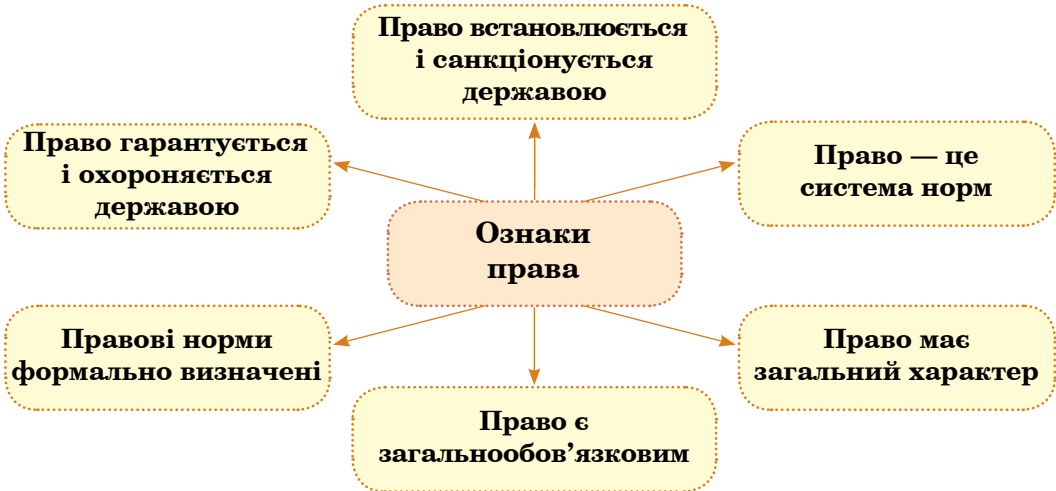 Право встановлюється
і санкціонується
державою
Право гарантується
і охороняється
державою
Право — це
система норм
Ознаки
права
Правові норми
формально визначені
Право має
загальний характер
Право є
загальнообов’язковим